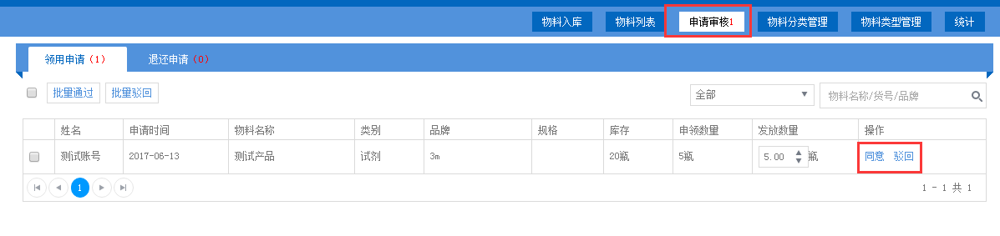 物料入库 物料列表 申请审核1 物料分类管理 物料类型管理 统计
领用申请（1） 退还申请（0）
批量通过 批量驳回 全部 物料名称/货号/品牌
姓名 申请时间 物料名称 类别 品牌 规格 库存 申领数量 发放数量 操作
测试账号 2017-06-13 测试产品 试剂 3m 20瓶 5瓶 5.00 瓶 同意 驳回
1 1 - 1 共 1